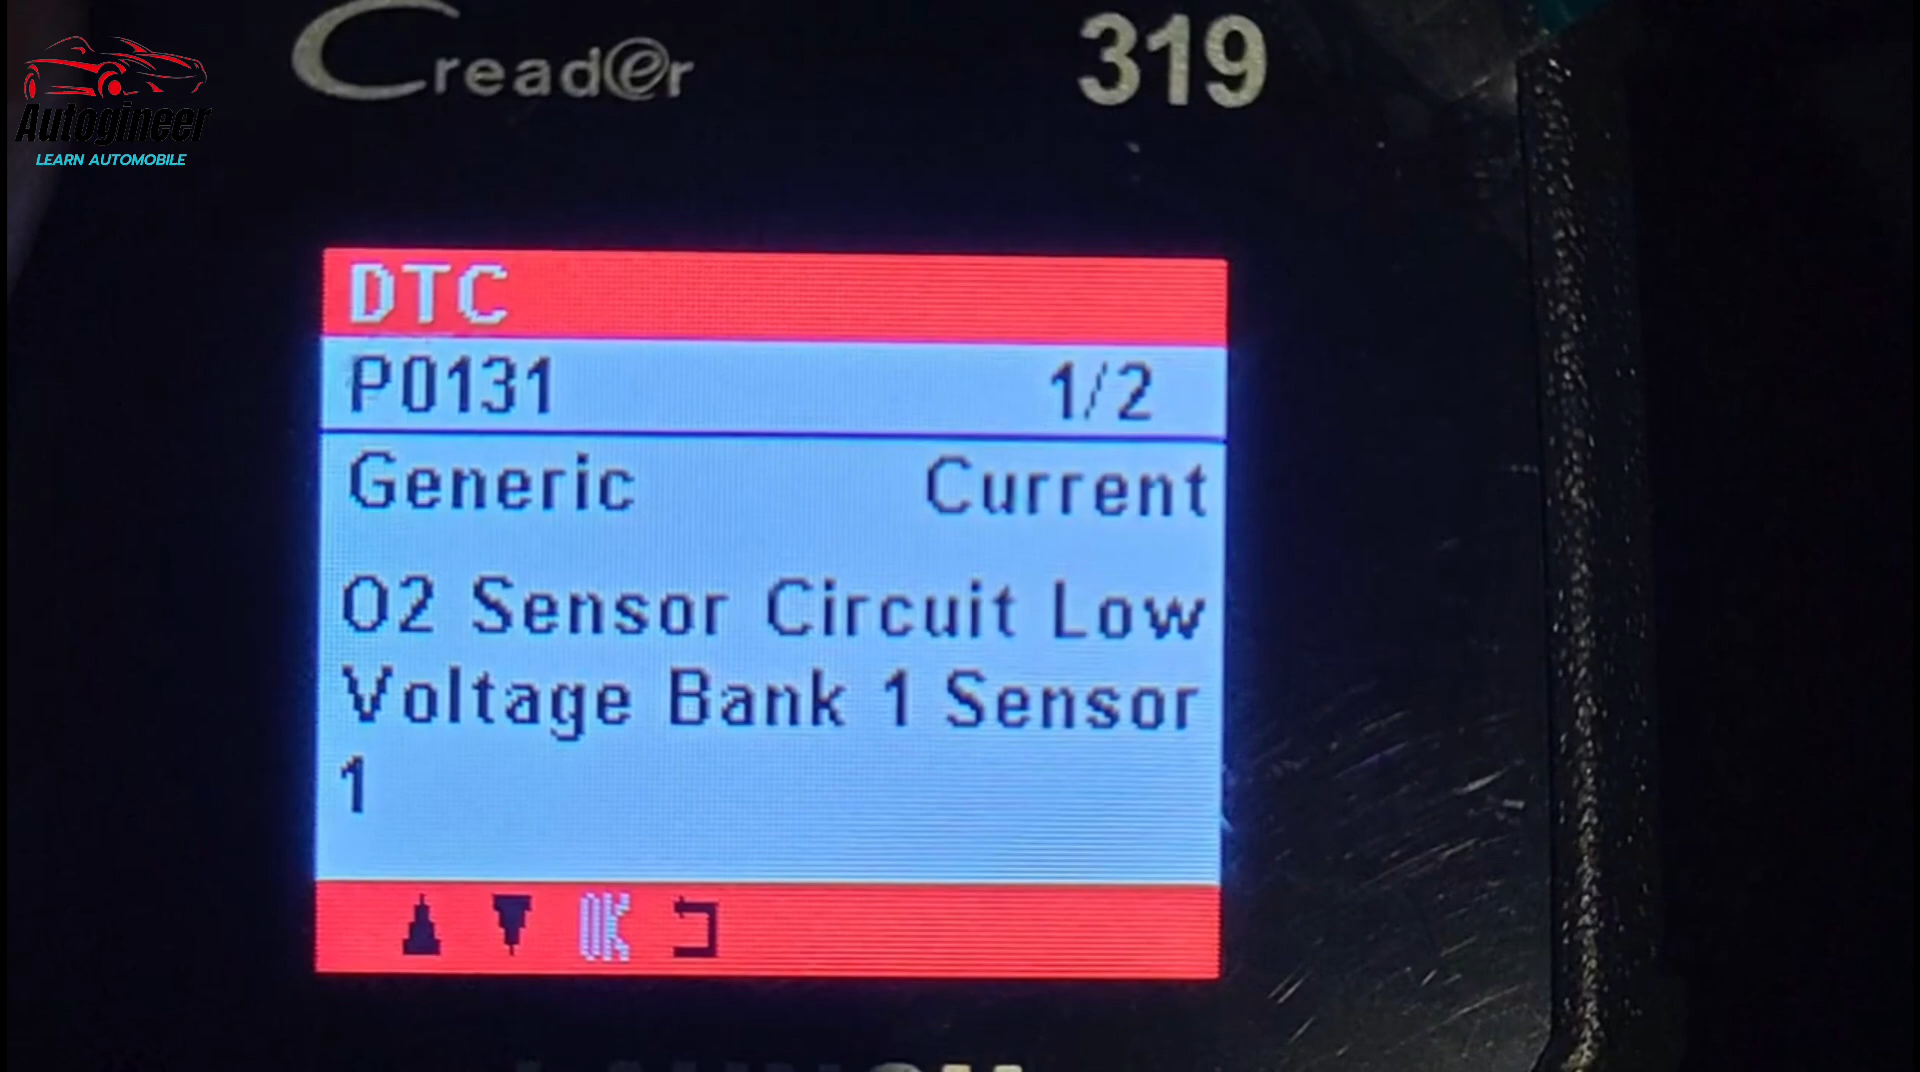 Cread@r
319
Autogineer
LEARN AUTOMOBILE
DTC
P0131 1/2
Generic Current
O2 Sensor Circuit Low
Voltage Bank 1 Sensor
1
OK